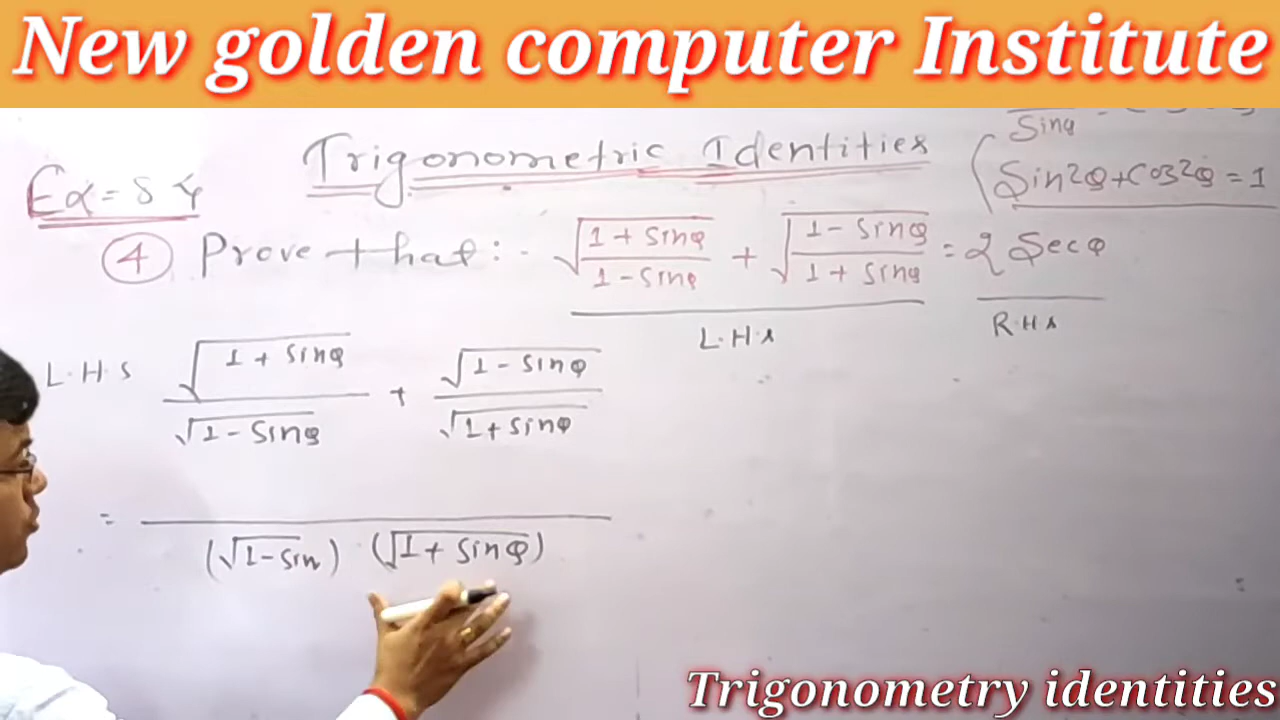 New golden computer Institute
Sinθ
Trigonometric Identities
Sin2θ+Cos2θ = 1
Ex = 8.4
4 Prove that :- √(1 + sinθ / 1 - sinθ) + √(1 - sinθ / 1 + sinθ) = 2 Secθ
L.H.S R.H.S
L.H.S √1 + sinθ / √1 - sinθ + √1 - sinθ / √1 + sinθ
=
(√1-sin) (√1+sinθ)
Trigonometry identities